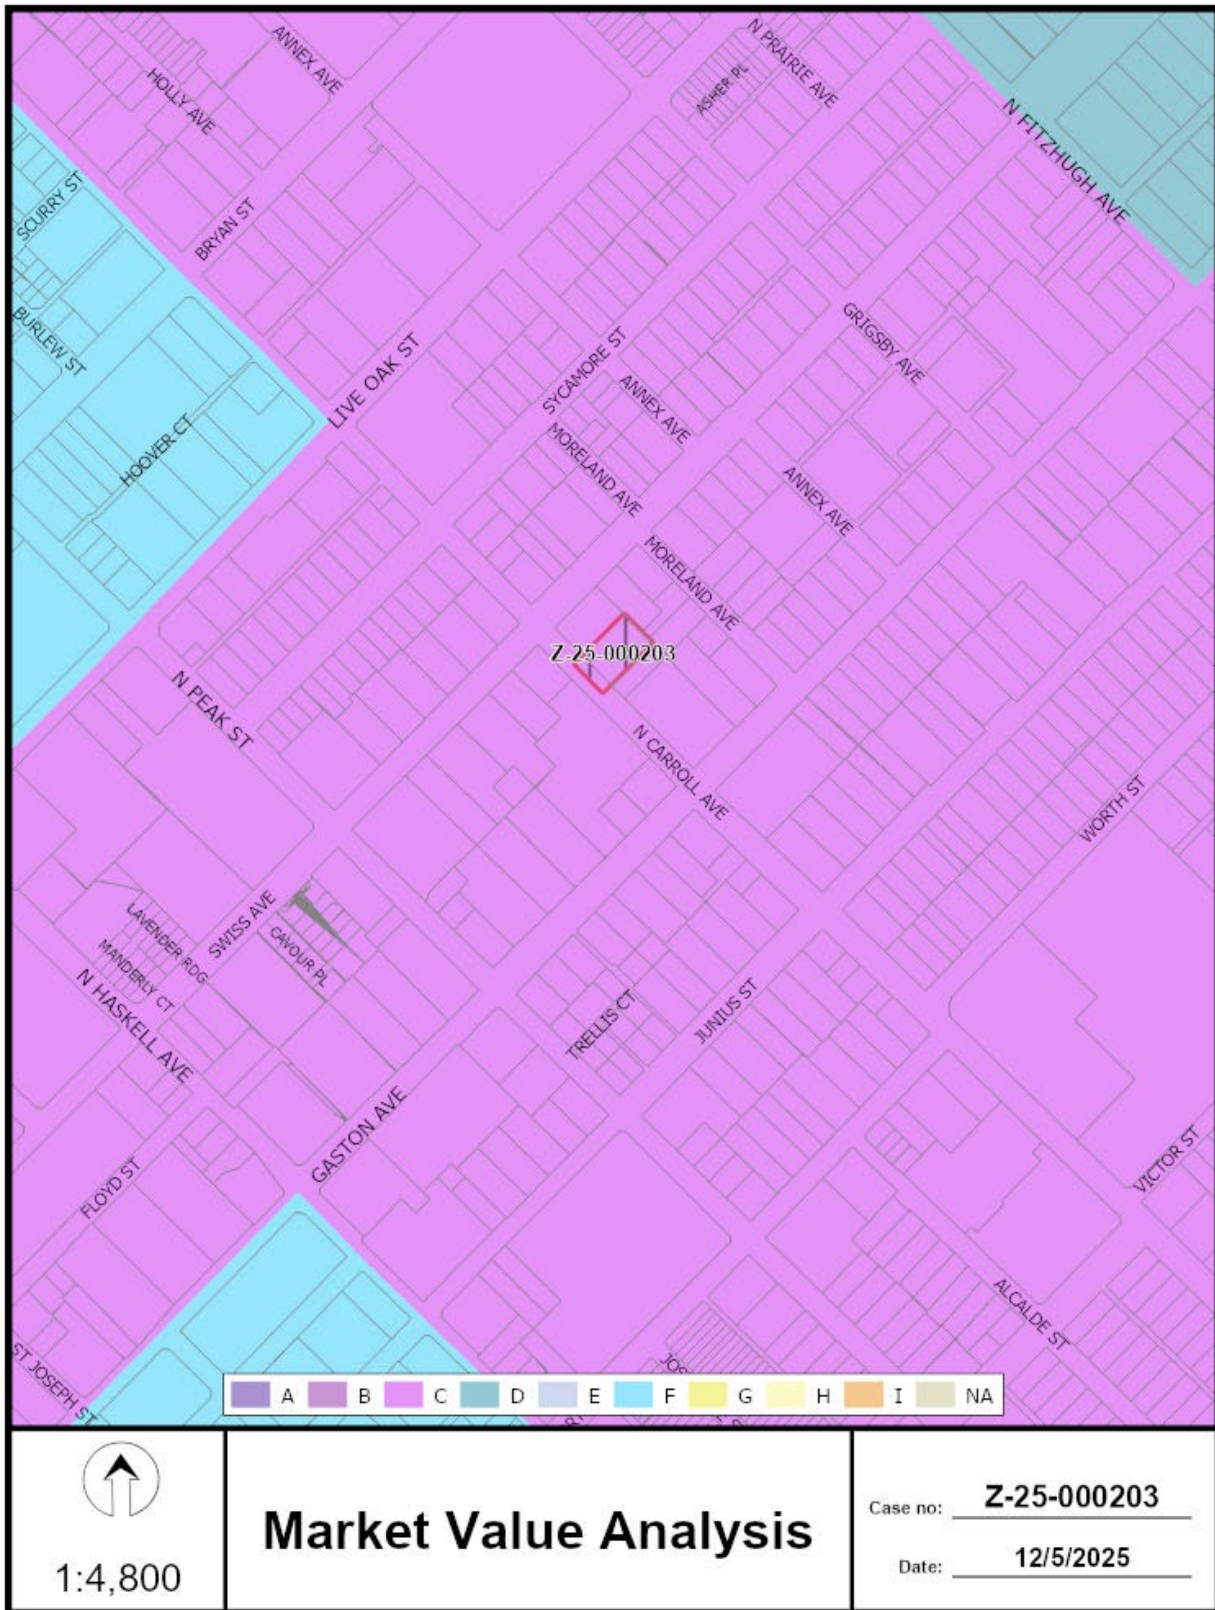 ANNEX AVE
N PRAIRIE AVE
HOLLY AVE
ASHER PL
N FITZHUGH AVE
SCURRY ST
BRYAN ST
BURLEW ST
GRIGSBY AVE
LIVE OAK ST
SYCAMORE ST
ANNEX AVE
HOOVER CT
MORELAND AVE
ANNEX AVE
MORELAND AVE
Z-25-000203
N PEAK ST
N CARROLL AVE
WORTH ST
SWISS AVE
LAVENDER RDG
CAVOUR PL
MANDERLY CT
N HASKELL AVE
TRELLIS CT
JUNIUS ST
GASTON AVE
FLOYD ST
VICTOR ST
ALCALDE ST
ST JOSEPH ST
A B C D E F G H I NA
Market Value Analysis
1:4,800
Case no: Z-25-000203
Date: 12/5/2025